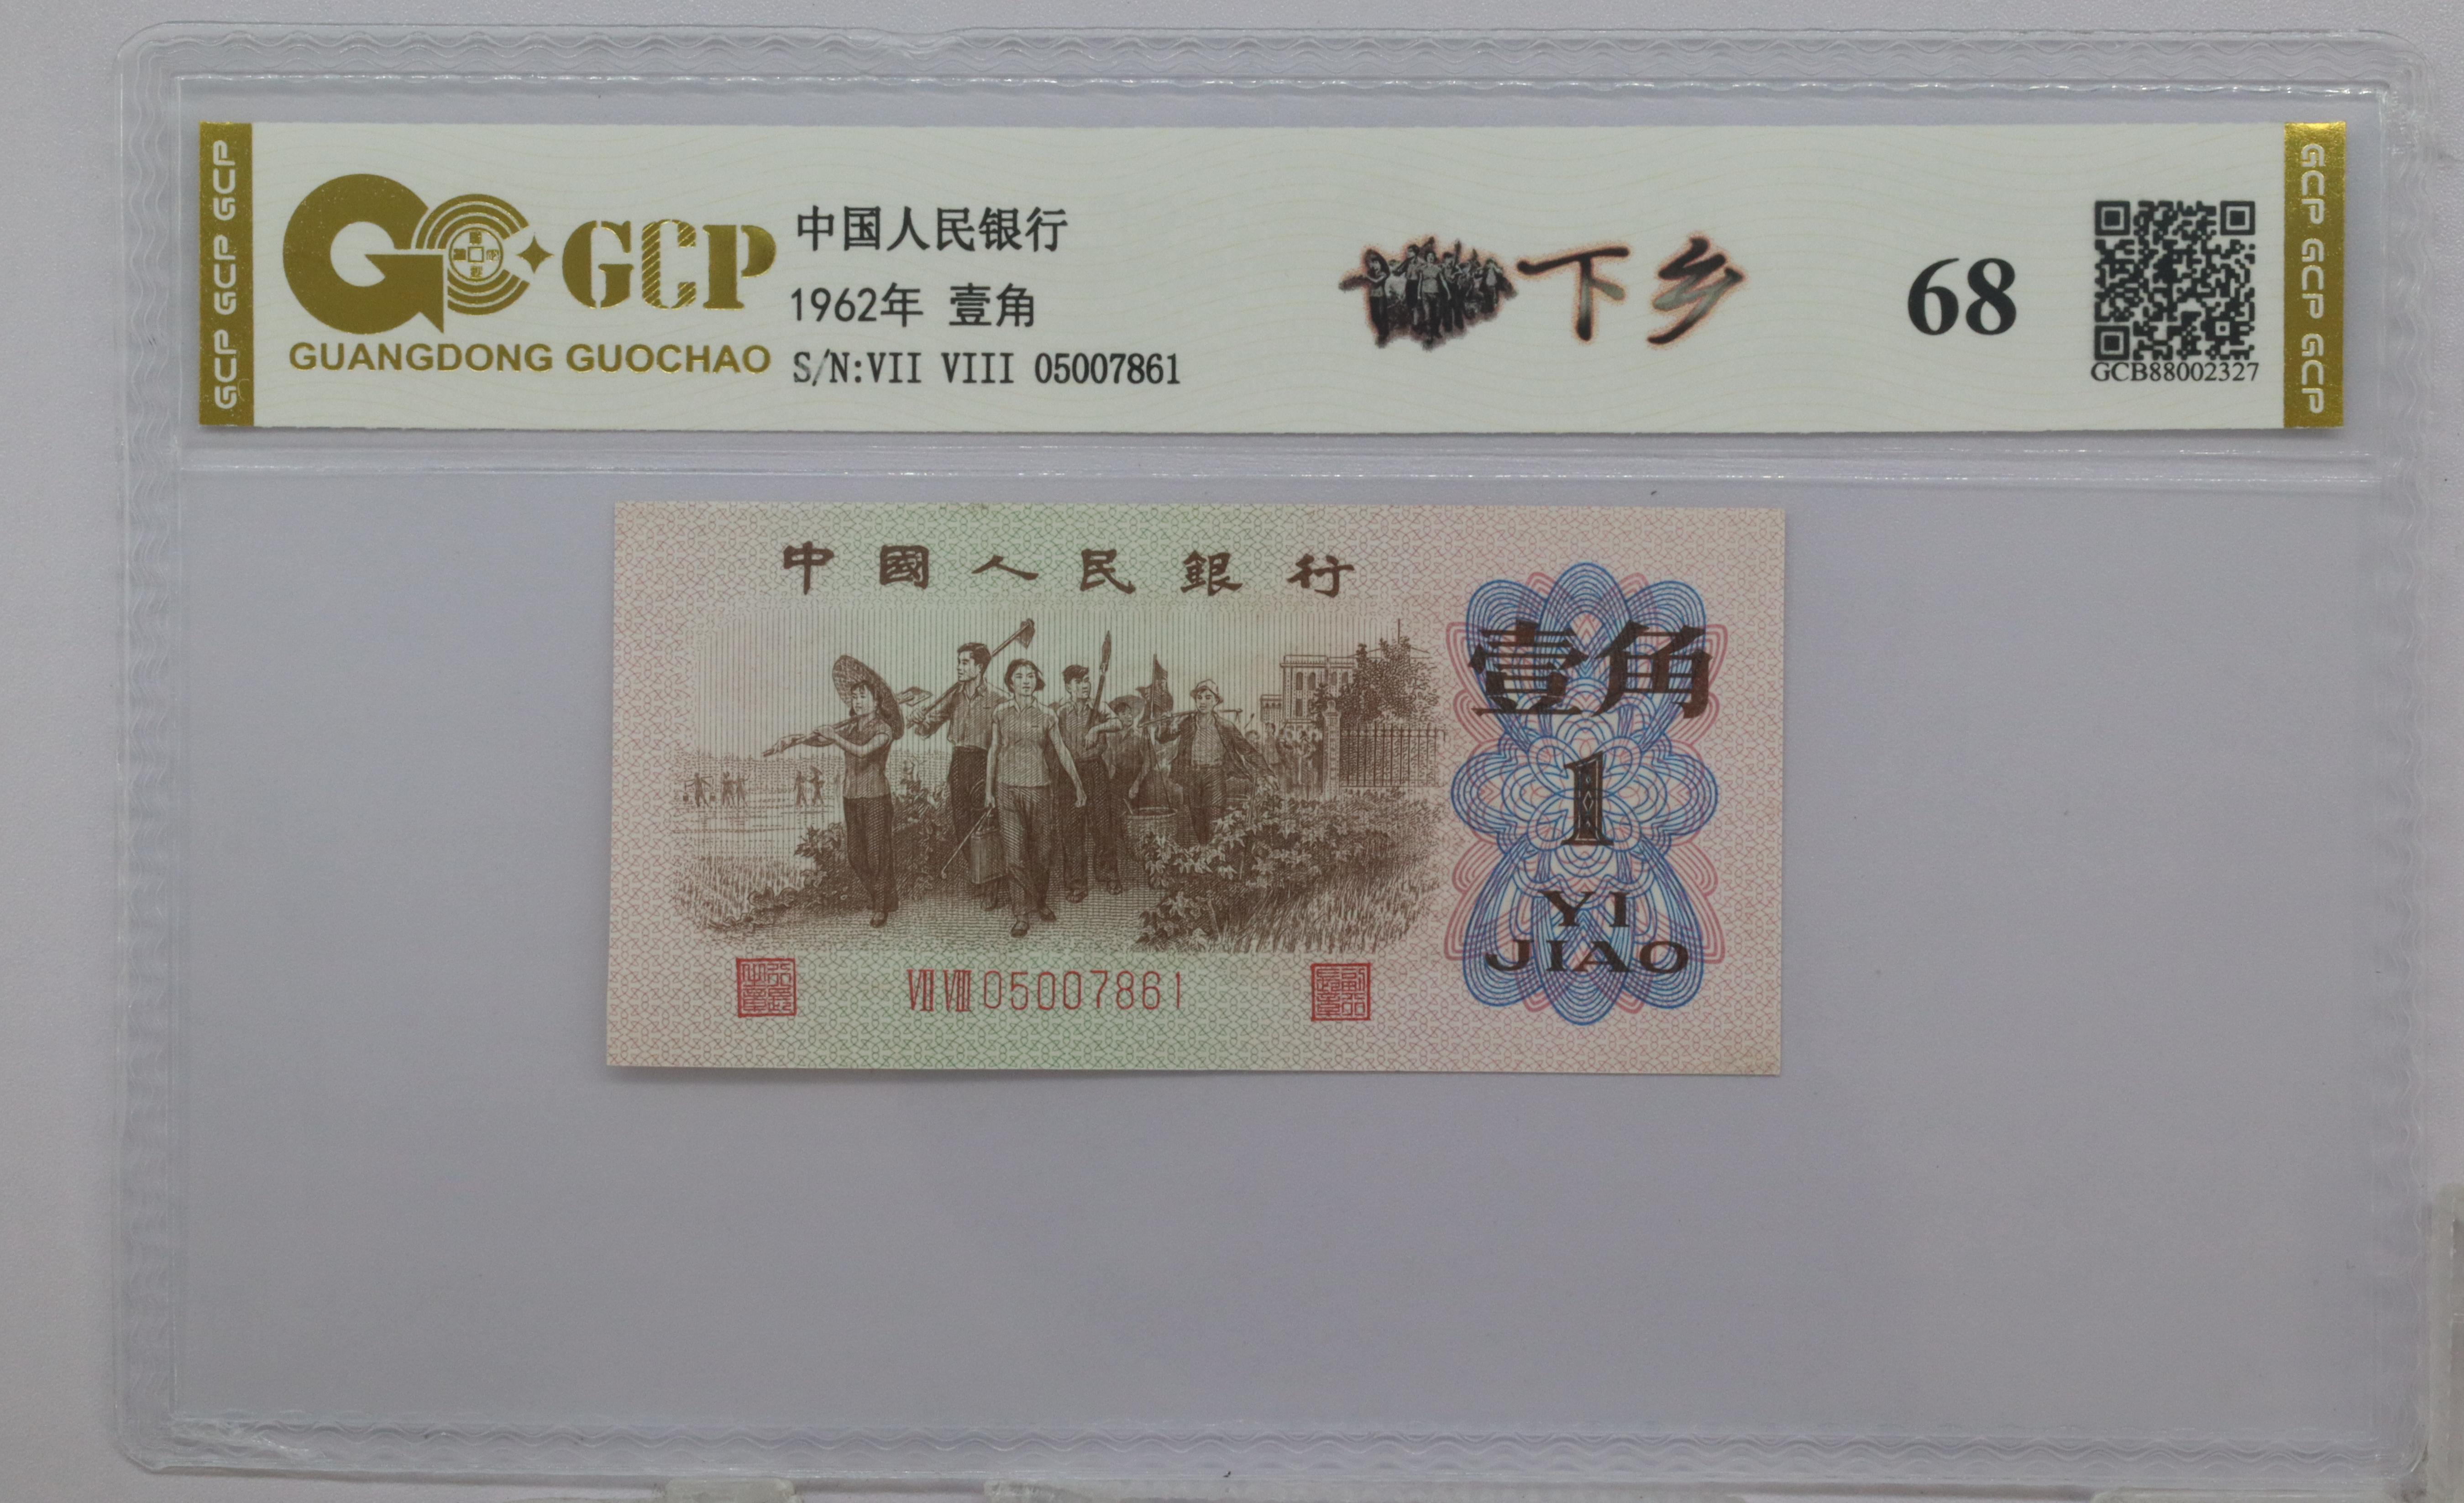 GCP GCP GCP
GCP
GUANGDONG GUOCHAO
中国人民银行
1962年 壹角
S/N:VII VIII 05007861
下乡
68
GCB88002327
GCP GCP GCP
中國人民銀行
壹角
1
YI
JIAO
VII VIII 05007861